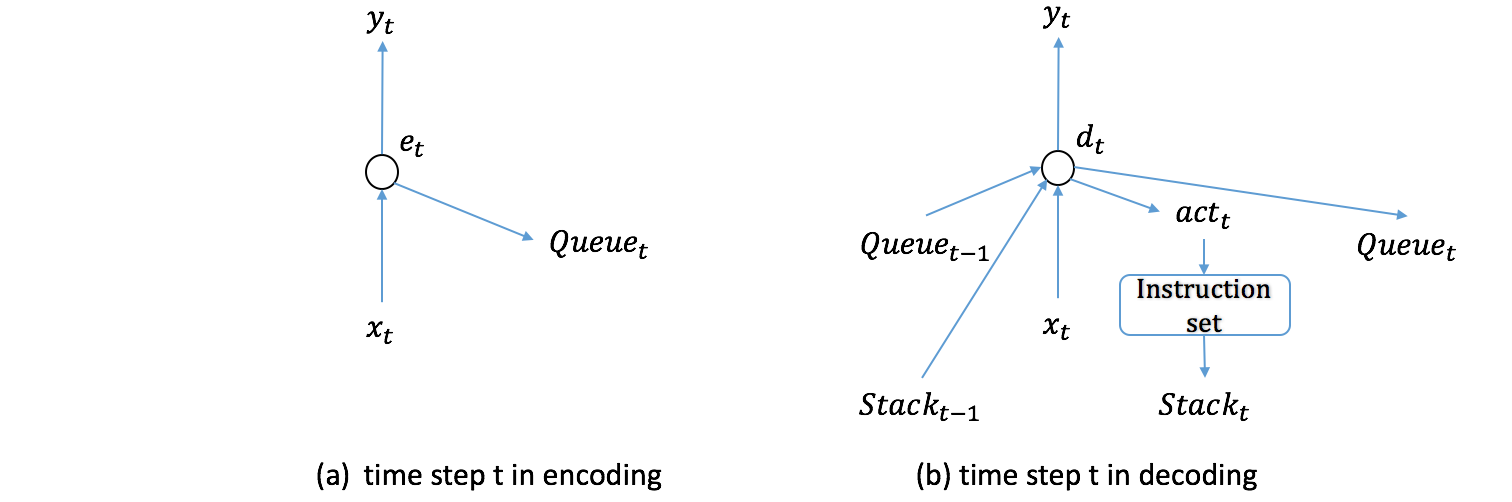 y_t
e_t
Queue_t
x_t
(a) time step t in encoding
y_t
d_t
act_t
Queue_{t−1}
Queue_t
Instruction
set
x_t
Stack_{t−1}
Stack_t
(b) time step t in decoding